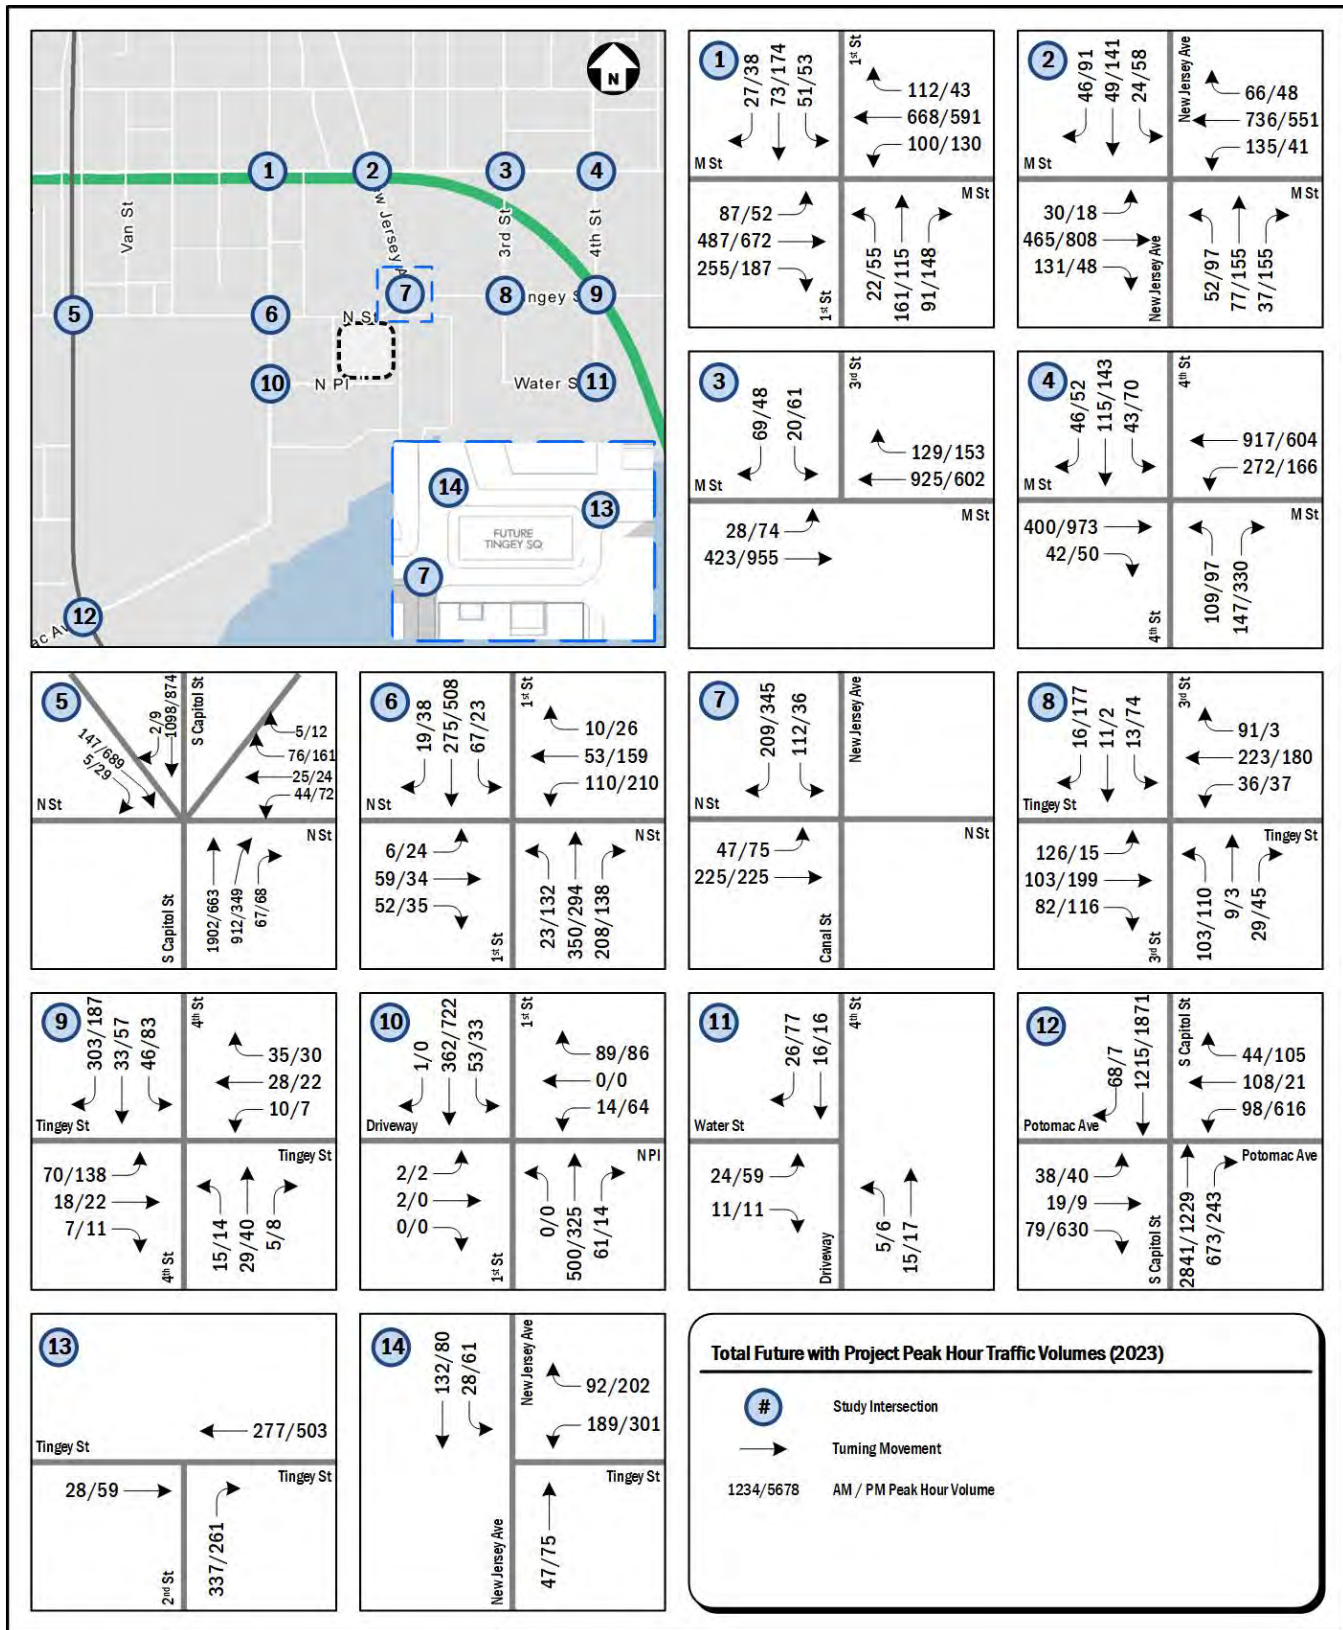 N
1
2
3
4
5
6
7
8
9
10
11
12
Van St
3rd St
4th St
N St
N Pl
14
13
7
FUTURE
TINGEY SQ
1
27/38
73/174
51/53
1st St
112/43
668/591
100/130
M St
M St
87/52
487/672
255/187
1st St
22/55
161/115
91/148
2
46/91
49/141
24/58
New Jersey Ave
66/48
736/551
135/41
M St
M St
30/18
465/808
131/48
New Jersey Ave
52/97
77/155
37/155
3
69/48
20/61
3rd St
129/153
925/602
M St
M St
28/74
423/955
4
46/52
115/143
43/70
4th St
917/604
272/166
M St
M St
400/973
42/50
4th St
109/97
147/330
5
147/689
5/29
2/9
1098/874
S Capitol St
5/12
76/161
25/24
44/72
N St
N St
S Capitol St
1902/663
912/349
67/68
6
19/38
275/508
67/23
1st St
10/26
53/159
110/210
N St
N St
6/24
59/34
52/35
1st St
23/132
350/294
208/138
7
209/345
112/36
New Jersey Ave
N St
N St
47/75
225/225
Canal St
8
16/177
11/2
13/74
3rd St
91/3
223/180
36/37
Tingey St
Tingey St
126/15
103/199
82/116
3rd St
103/110
9/3
29/45
9
303/187
33/57
46/83
4th St
35/30
28/22
10/7
Tingey St
Tingey St
70/138
18/22
7/11
4th St
15/14
29/40
5/8
10
1/0
362/722
53/33
1st St
89/86
0/0
14/64
Driveway
N Pl
2/2
2/0
0/0
1st St
0/0
500/325
61/14
11
26/77
16/16
4th St
Water St
24/59
11/11
Driveway
5/6
15/17
12
68/7
1215/1871
S Capitol St
44/105
108/21
98/616
Potomac Ave
Potomac Ave
38/40
19/9
79/630
S Capitol St
2841/1229
673/243
13
277/503
Tingey St
Tingey St
28/59
2nd St
337/261
14
132/80
28/61
New Jersey Ave
92/202
189/301
Tingey St
New Jersey Ave
47/75
Total Future with Project Peak Hour Traffic Volumes (2023)
# Study Intersection
Turning Movement
1234/5678 AM / PM Peak Hour Volume